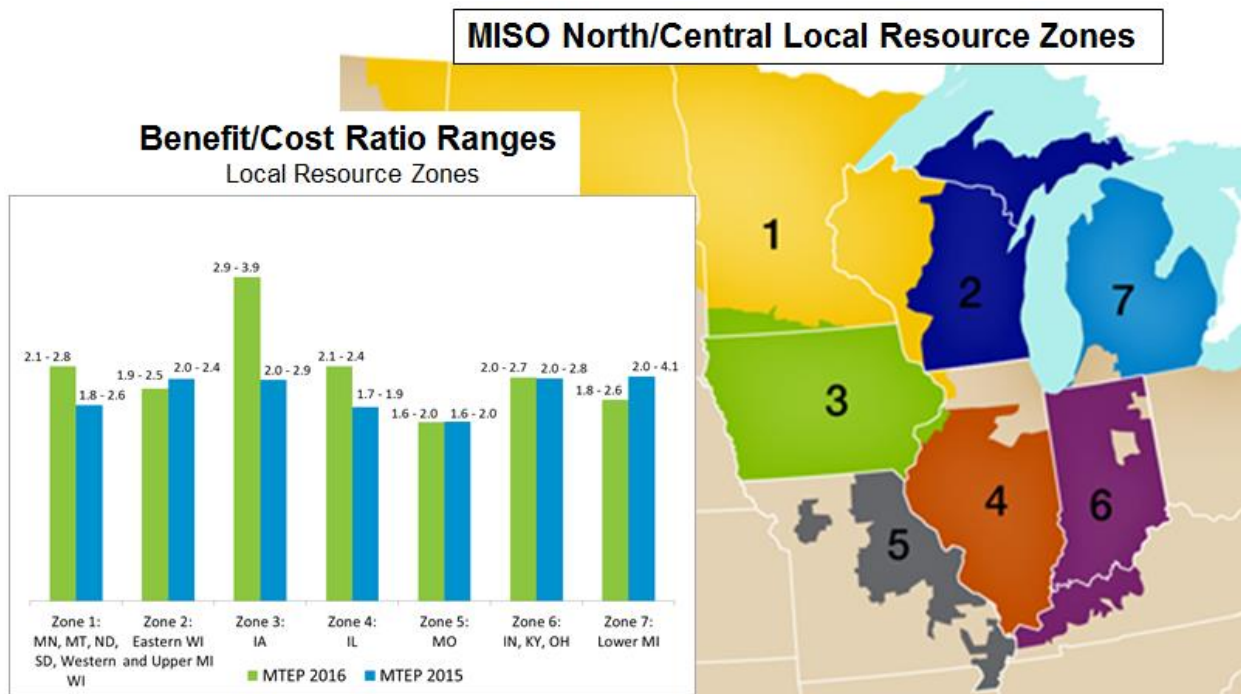 MISO North/Central Local Resource Zones
Benefit/Cost Ratio Ranges
Local Resource Zones
2.1 - 2.8
1.8 - 2.6
1.9 - 2.5
2.0 - 2.4
2.9 - 3.9
2.0 - 2.9
2.1 - 2.4
1.7 - 1.9
1.6 - 2.0
1.6 - 2.0
2.0 - 2.7
2.0 - 2.8
1.8 - 2.6
2.0 - 4.1
Zone 1:
MN, MT, ND,
SD, Western
WI
Zone 2:
Eastern WI
and Upper MI
Zone 3:
IA
Zone 4:
IL
Zone 5:
MO
Zone 6:
IN, KY, OH
Zone 7:
Lower MI
MTEP 2016
MTEP 2015
1
2
7
3
4
5
6